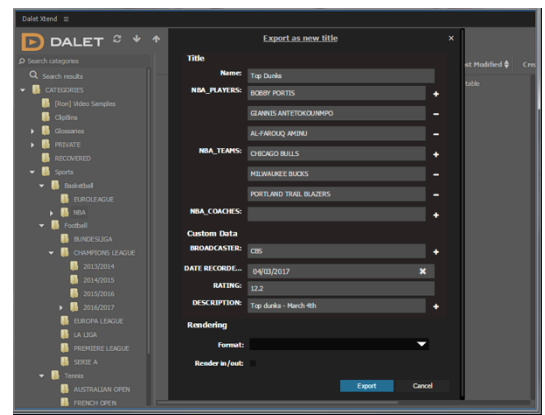 Dalet Xtend
DALET
Search categories
Search results
CATEGORIES
[Ron] Video Samples
ClipBins
Glossaries
PRIVATE
RECOVERED
Sports
Basketball
EUROLEAGUE
NBA
Football
BUNDESLIGA
CHAMPIONS LEAGUE
2013/2014
2014/2015
2015/2016
2016/2017
EUROPA LEAGUE
LA LIGA
PREMIERE LEAGUE
SERIE A
Tennis
AUSTRALIAN OPEN
FRENCH OPEN
Export as new title
Title
Name: Top Dunks
NBA_PLAYERS: BOBBY PORTIS
GIANNIS ANTETOKOUNMPO
AL-FAROUQ AMINU
NBA_TEAMS: CHICAGO BULLS
MILWAUKEE BUCKS
PORTLAND TRAIL BLAZERS
NBA_COACHES:
Custom Data
BROADCASTER: CBS
DATE RECORDE... 04/03/2017
RATING: 12.2
DESCRIPTION: Top dunks - March 4th
Rendering
Format:
Render in/out:
Export Cancel
st Modified Cre
table